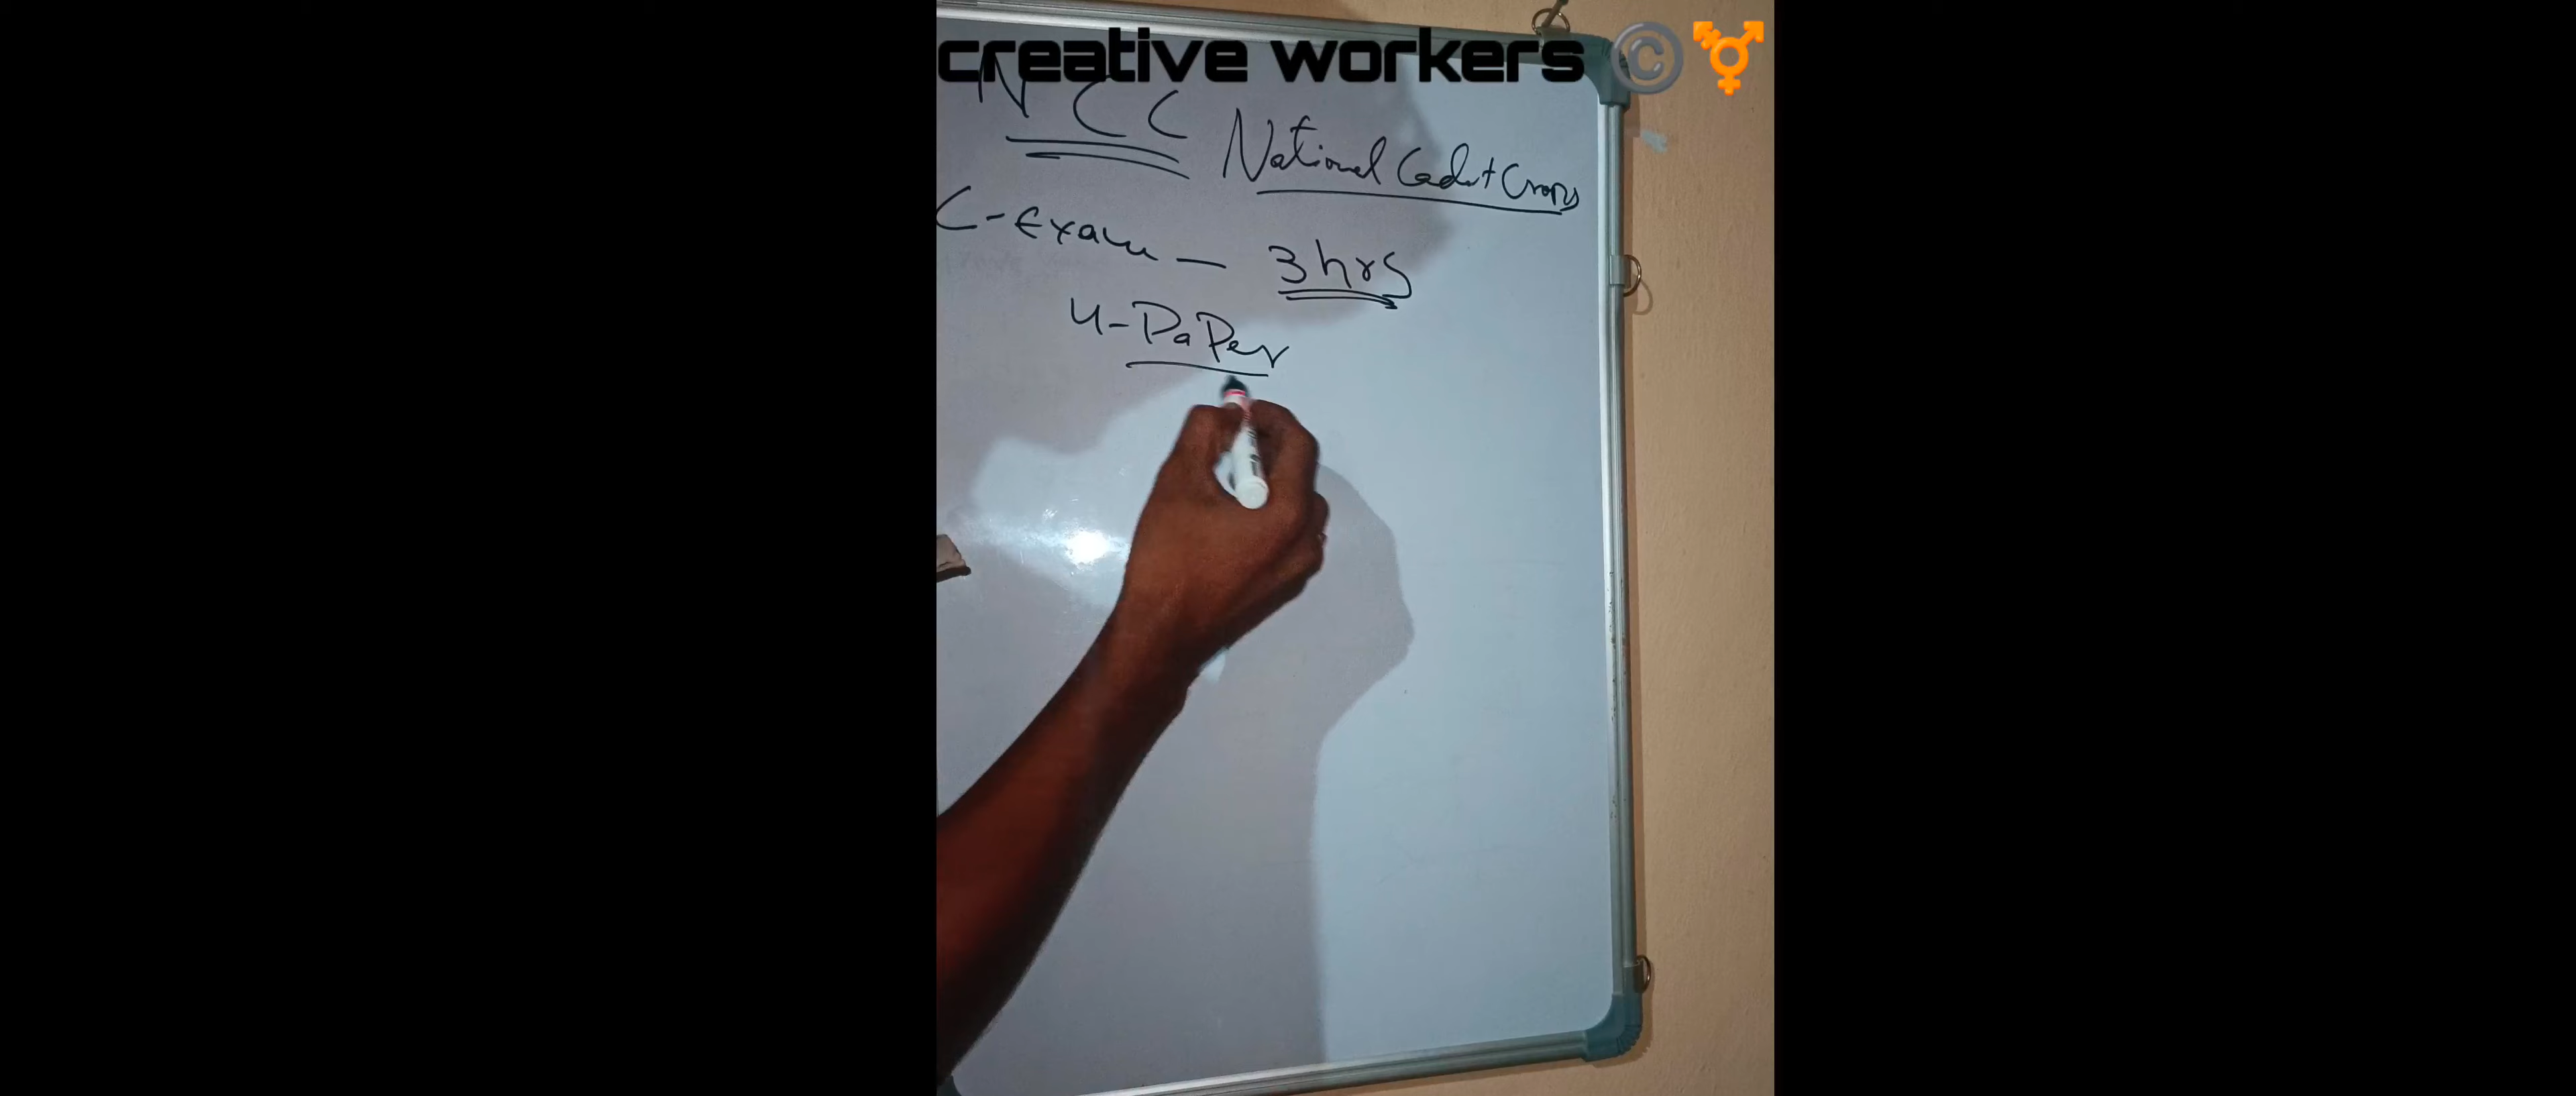 creative workers ©⚧
NCC
National Cadet Crops
C-Exam - 3hrs
4-PaPer